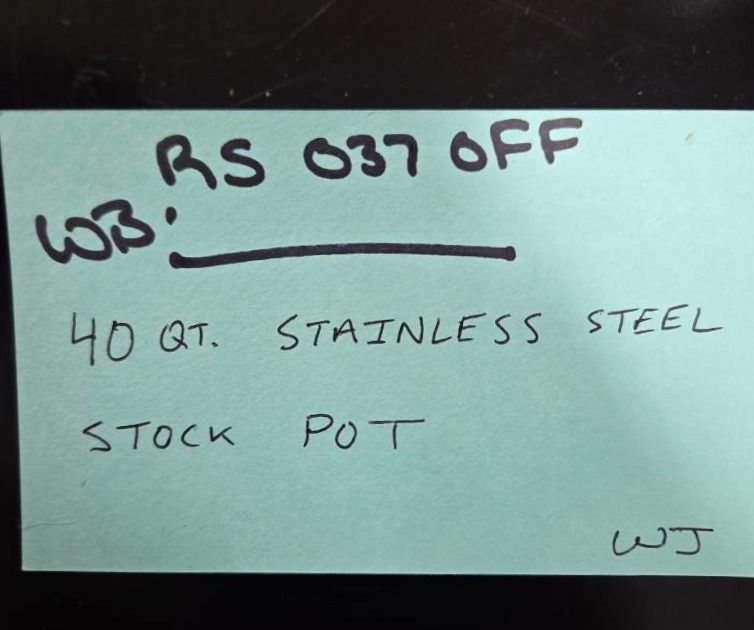 RS 037 OFF
WB: 
40 QT. STAINLESS STEEL
STOCK POT
WJ